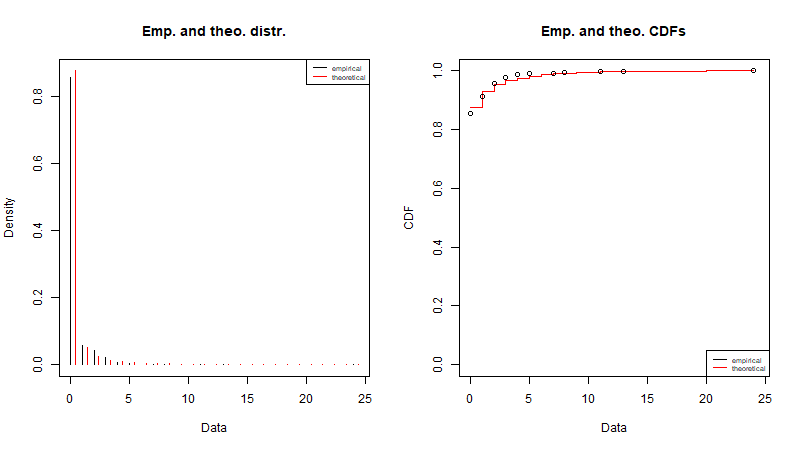 Emp. and theo. distr.
empirical
theoretical
Density
0.0 0.2 0.4 0.6 0.8
0 5 10 15 20 25
Data
Emp. and theo. CDFs
CDF
0.0 0.2 0.4 0.6 0.8 1.0
empirical
theoretical
0 5 10 15 20 25
Data